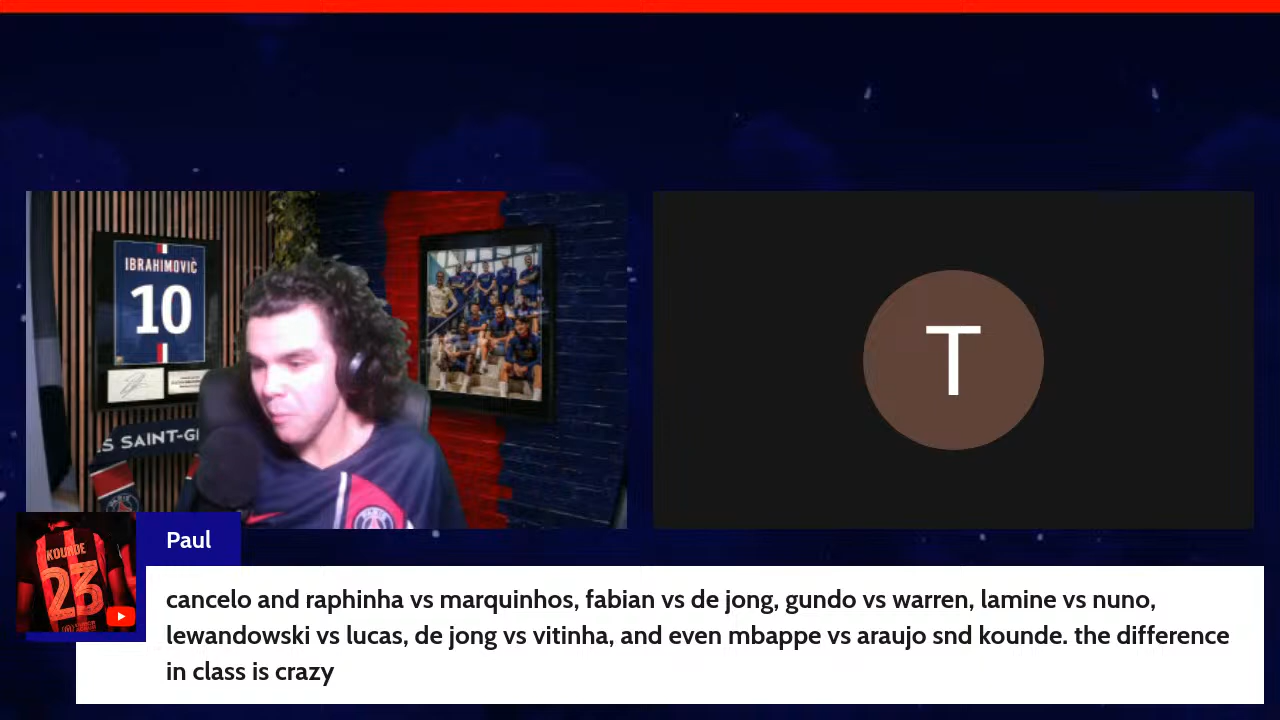 IBRAHIMOVIĆ
10
T
S SAINT-G
KOUNDE
23
Paul
cancelo and raphinha vs marquinhos, fabian vs de jong, gundo vs warren, lamine vs nuno,
lewandowski vs lucas, de jong vs vitinha, and even mbappe vs araujo snd kounde. the difference
in class is crazy